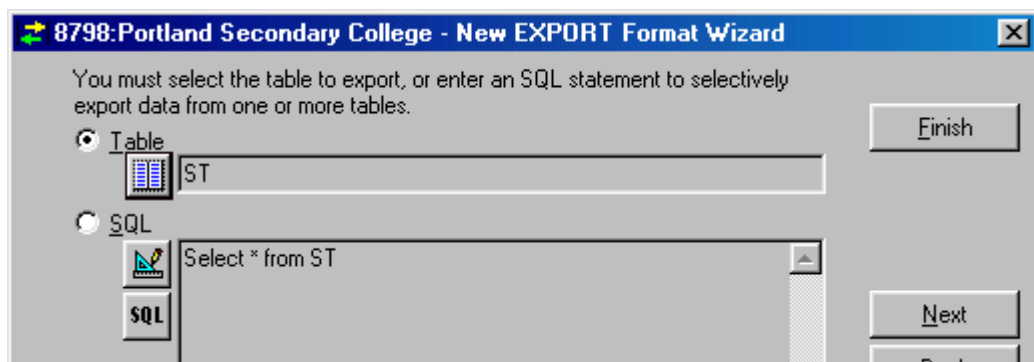 8798:Portland Secondary College - New EXPORT Format Wizard
You must select the table to export, or enter an SQL statement to selectively
export data from one or more tables.
Finish
Table
ST
SQL
Select * from ST
SQL
Next